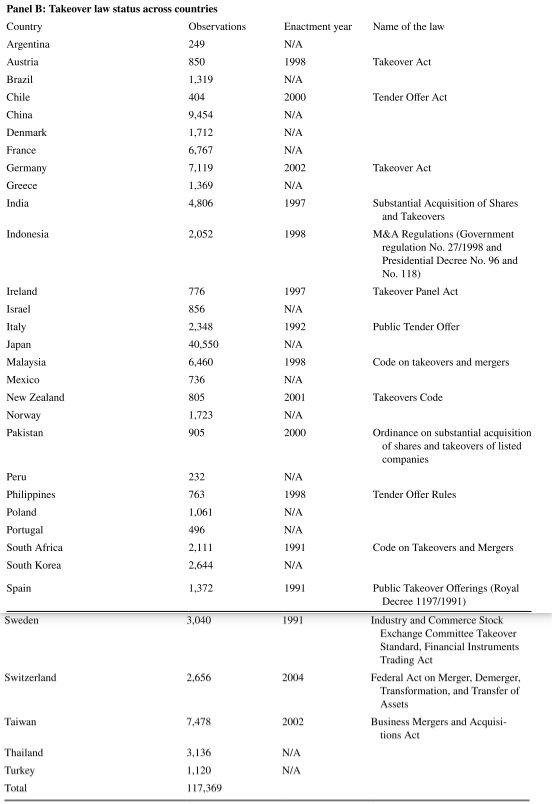 Panel B: Takeover law status across countries
Country Observations Enactment year Name of the law
Argentina 249 N/A
Austria 850 1998 Takeover Act
Brazil 1,319 N/A
Chile 404 2000 Tender Offer Act
China 9,454 N/A
Denmark 1,712 N/A
France 6,767 N/A
Germany 7,119 2002 Takeover Act
Greece 1,369 N/A
India 4,806 1997 Substantial Acquisition of Shares
and Takeovers
Indonesia 2,052 1998 M&A Regulations (Government
regulation No. 27/1998 and
Presidential Decree No. 96 and
No. 118)
Ireland 776 1997 Takeover Panel Act
Israel 856 N/A
Italy 2,348 1992 Public Tender Offer
Japan 40,550 N/A
Malaysia 6,460 1998 Code on takeovers and mergers
Mexico 736 N/A
New Zealand 805 2001 Takeovers Code
Norway 1,723 N/A
Pakistan 905 2000 Ordinance on substantial acquisition
of shares and takeovers of listed
companies
Peru 232 N/A
Philippines 763 1998 Tender Offer Rules
Poland 1,061 N/A
Portugal 496 N/A
South Africa 2,111 1991 Code on Takeovers and Mergers
South Korea 2,644 N/A
Spain 1,372 1991 Public Takeover Offerings (Royal
Decree 1197/1991)
Sweden 3,040 1991 Industry and Commerce Stock
Exchange Committee Takeover
Standard, Financial Instruments
Trading Act
Switzerland 2,656 2004 Federal Act on Merger, Demerger,
Transformation, and Transfer of
Assets
Taiwan 7,478 2002 Business Mergers and Acquisi-
tions Act
Thailand 3,136 N/A
Turkey 1,120 N/A
Total 117,369